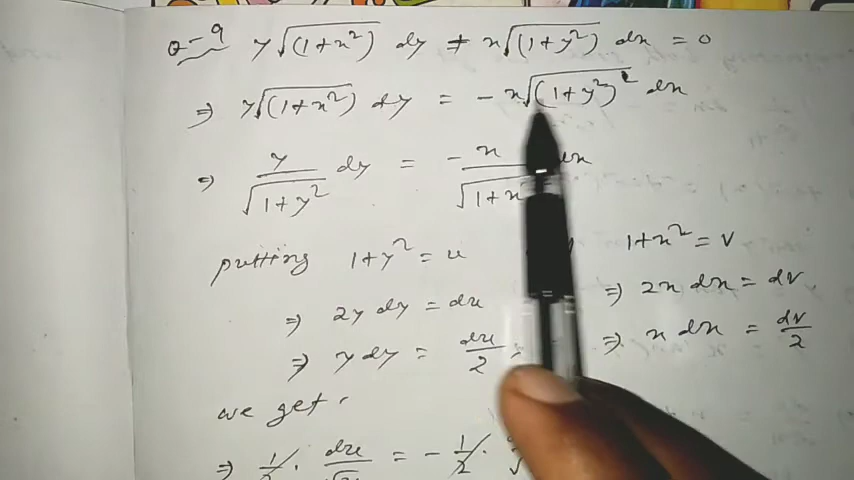 Q-9 y√(1+x²) dy + x√(1+y²) dx = 0
⇒ y√(1+x²) dy = - x√(1+y²) dx
⇒ y/√1+y² dy = - x/√1+x² dx
putting 1+y² = u 1+x² = v
⇒ 2y dy = du ⇒ 2x dx = dv
⇒ y dy = du/2 ⇒ x dx = dv/2
we get,
⇒ 1/2 · du/√u = - 1/2 ·